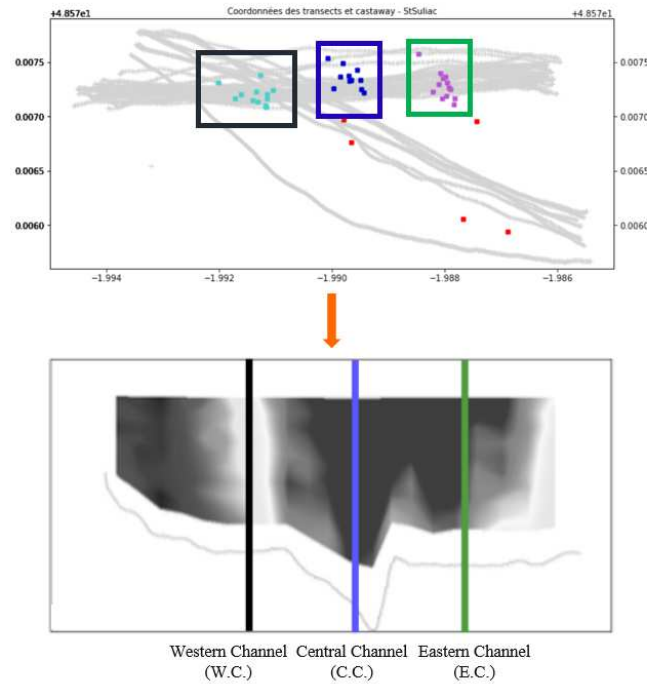 Coordonnées des transects et castaway - StSuliac
+4.857e1 +4.857e1
0.0075 0.0075
0.0070 0.0070
0.0065 0.0065
0.0060 0.0060
−1.994 −1.992 −1.990 −1.988 −1.986
Western Channel Central Channel Eastern Channel
(W.C.) (C.C.) (E.C.)